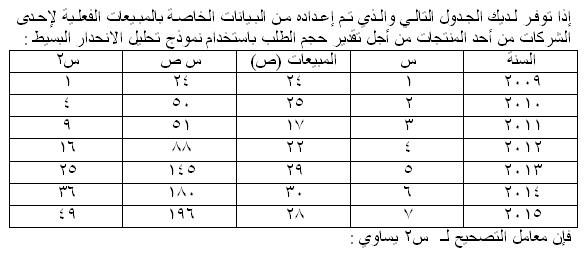 إذا توفر لديك الجدول التالي والذي تم إعداده من البيانات الخاصة بالمبيعات الفعلية لإحدى
الشركات من أحد المنتجات من أجل تقدير حجم الطلب باستخدام نموذج تحليل الانحدار البسيط :
السنة س المبيعات (ص) س ص س٢
٢٠٠٩ ١ ٢٤ ٢٤ ١
٢٠١٠ ٢ ٢٥ ٥٠ ٤
٢٠١١ ٣ ١٧ ٥١ ٩
٢٠١٢ ٤ ٢٢ ٨٨ ١٦
٢٠١٣ ٥ ٢٩ ١٤٥ ٢٥
٢٠١٤ ٦ ٣٠ ١٨٠ ٣٦
٢٠١٥ ٧ ٢٨ ١٩٦ ٤٩
فإن معامل التصحيح لـ س٢ يساوي :